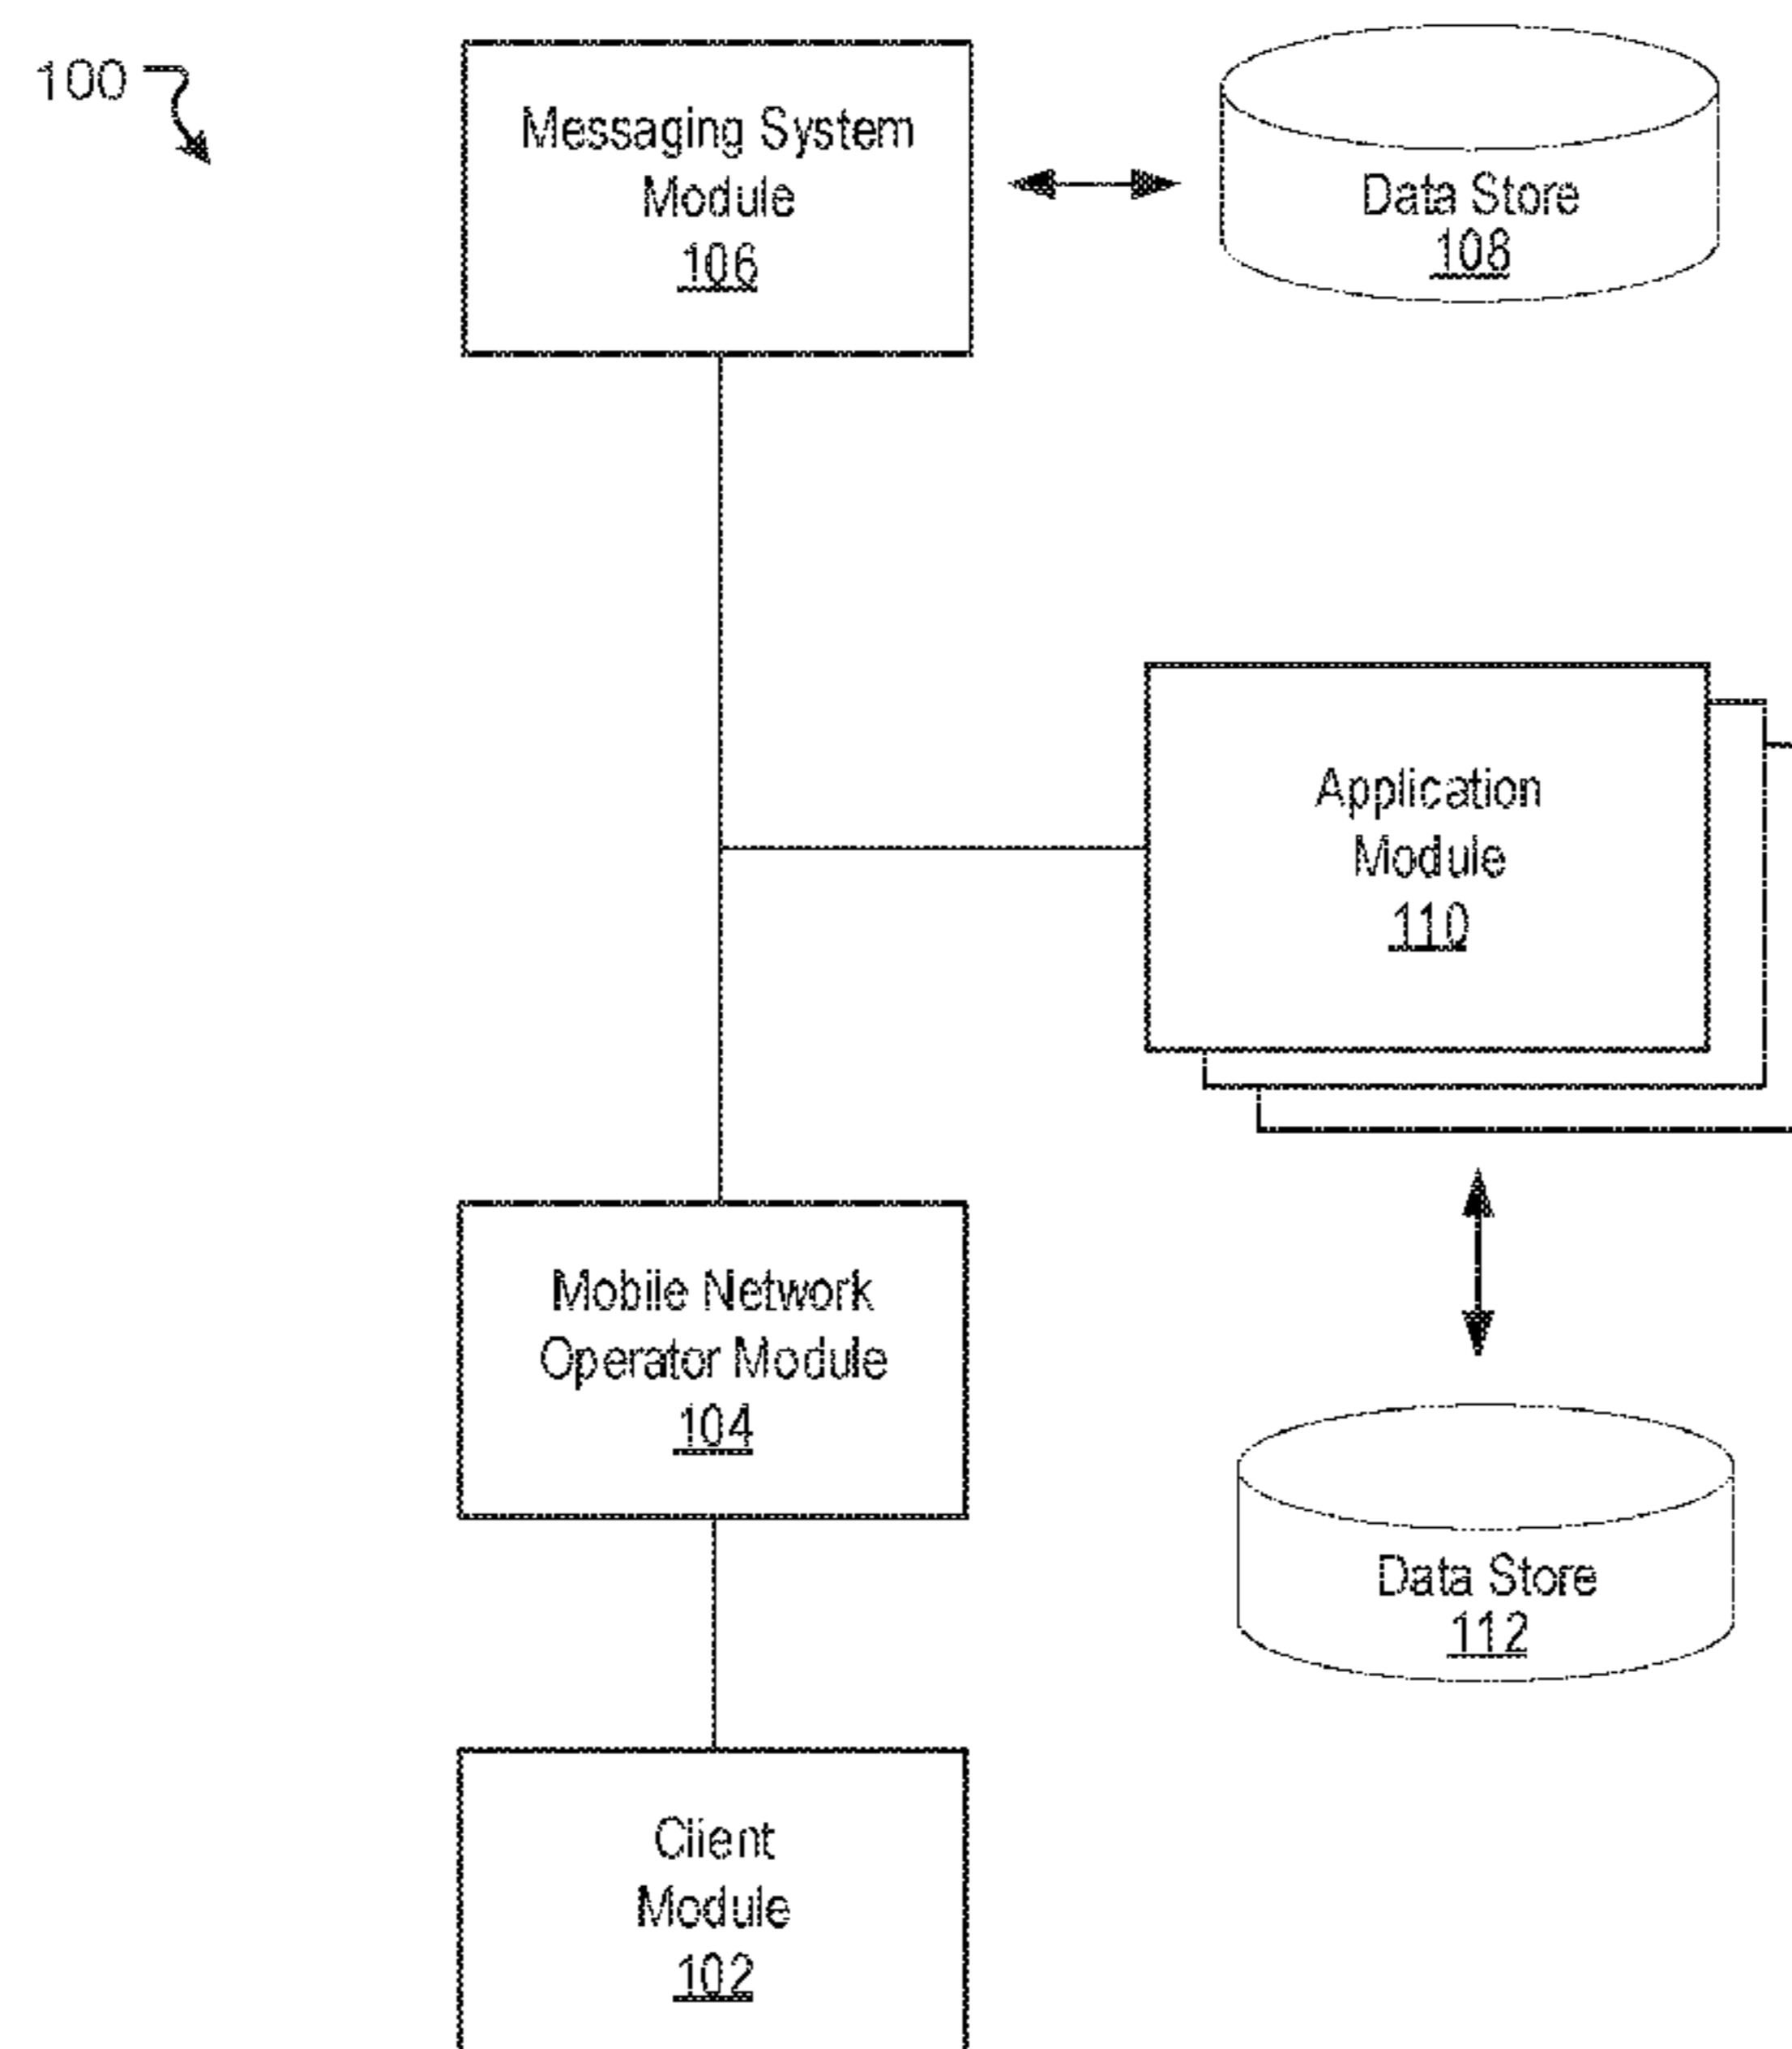 100
Messaging System
Module
106
Data Store
108
Application
Module
110
Mobile Network
Operator Module
104
Data Store
112
Client
Module
102